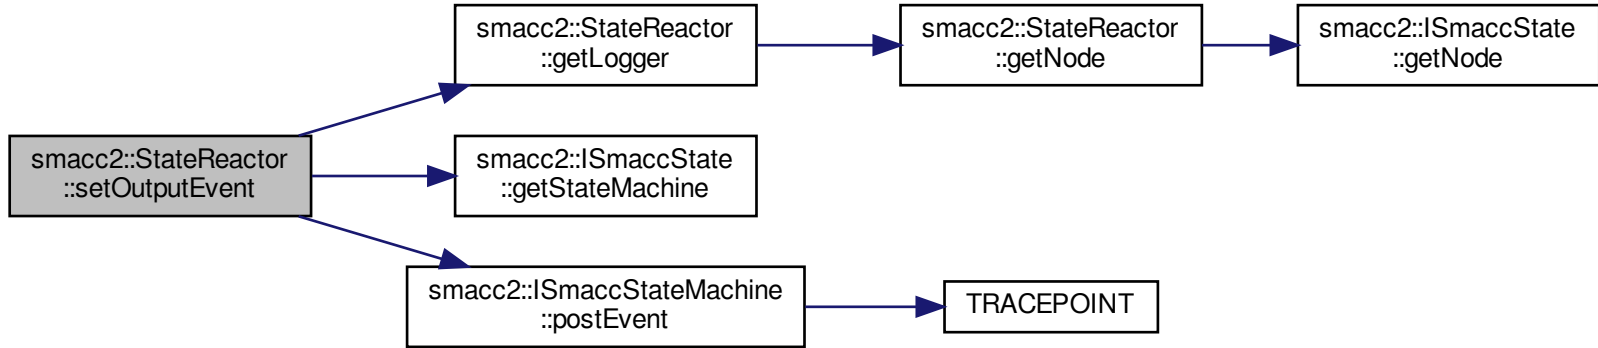 smacc2::StateReactor
::setOutputEvent
smacc2::StateReactor
::getLogger
smacc2::StateReactor
::getNode
smacc2::ISmaccState
::getNode
smacc2::ISmaccState
::getStateMachine
smacc2::ISmaccStateMachine
::postEvent
TRACEPOINT